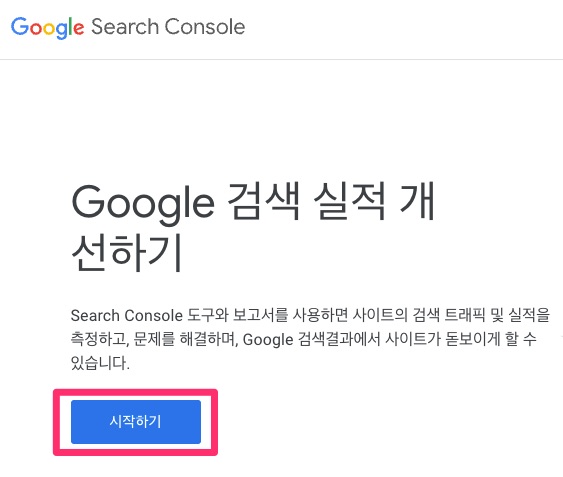 Google Search Console
Google 검색 실적 개
선하기
Search Console 도구와 보고서를 사용하면 사이트의 검색 트래픽 및 실적을
측정하고, 문제를 해결하며, Google 검색결과에서 사이트가 돋보이게 할 수
있습니다.
시작하기